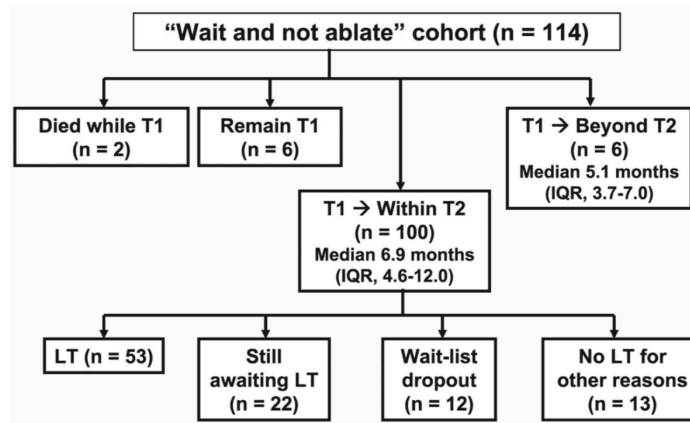 “Wait and not ablate” cohort (n = 114)
Died while T1
(n = 2)
Remain T1
(n = 6)
T1 → Beyond T2
(n = 6)
Median 5.1 months
(IQR, 3.7-7.0)
T1 → Within T2
(n = 100)
Median 6.9 months
(IQR, 4.6-12.0)
LT (n = 53)
Still
awaiting LT
(n = 22)
Wait-list
dropout
(n = 12)
No LT for
other reasons
(n = 13)